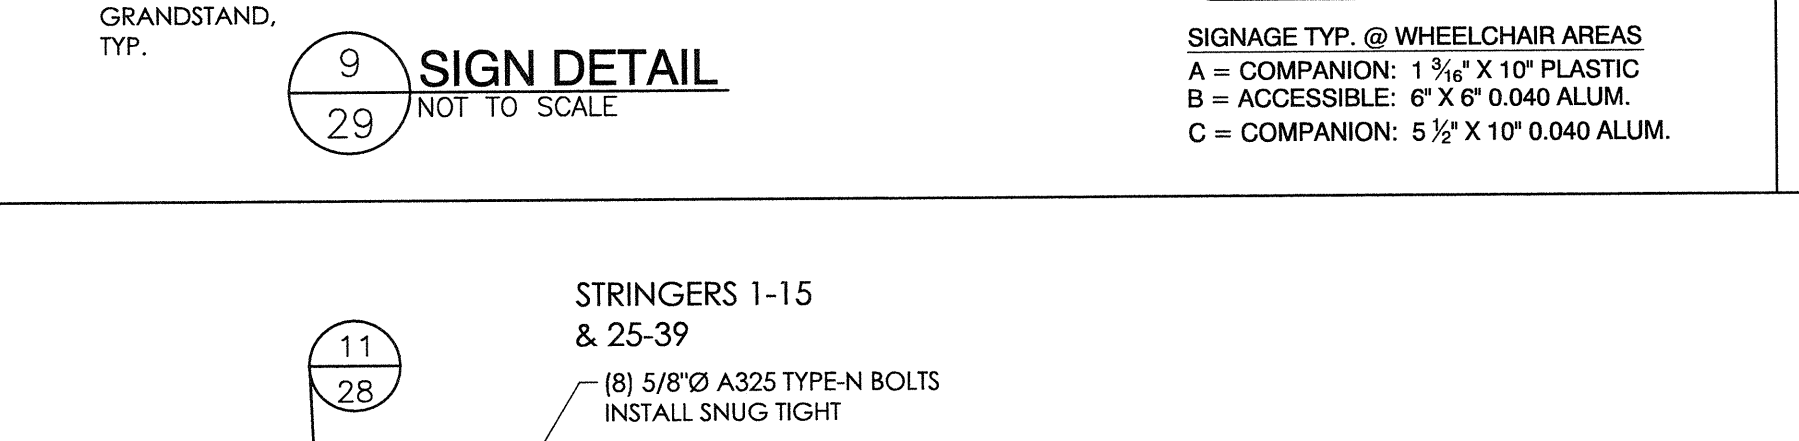 GRANDSTAND,
TYP.
9
29
SIGN DETAIL
NOT TO SCALE
SIGNAGE TYP. @ WHEELCHAIR AREAS
A = COMPANION: 1 3⁄16" X 10" PLASTIC
B = ACCESSIBLE: 6" X 6" 0.040 ALUM.
C = COMPANION: 5 ½" X 10" 0.040 ALUM.
11
28
STRINGERS 1-15
& 25-39
(8) 5/8"Ø A325 TYPE-N BOLTS
INSTALL SNUG TIGHT